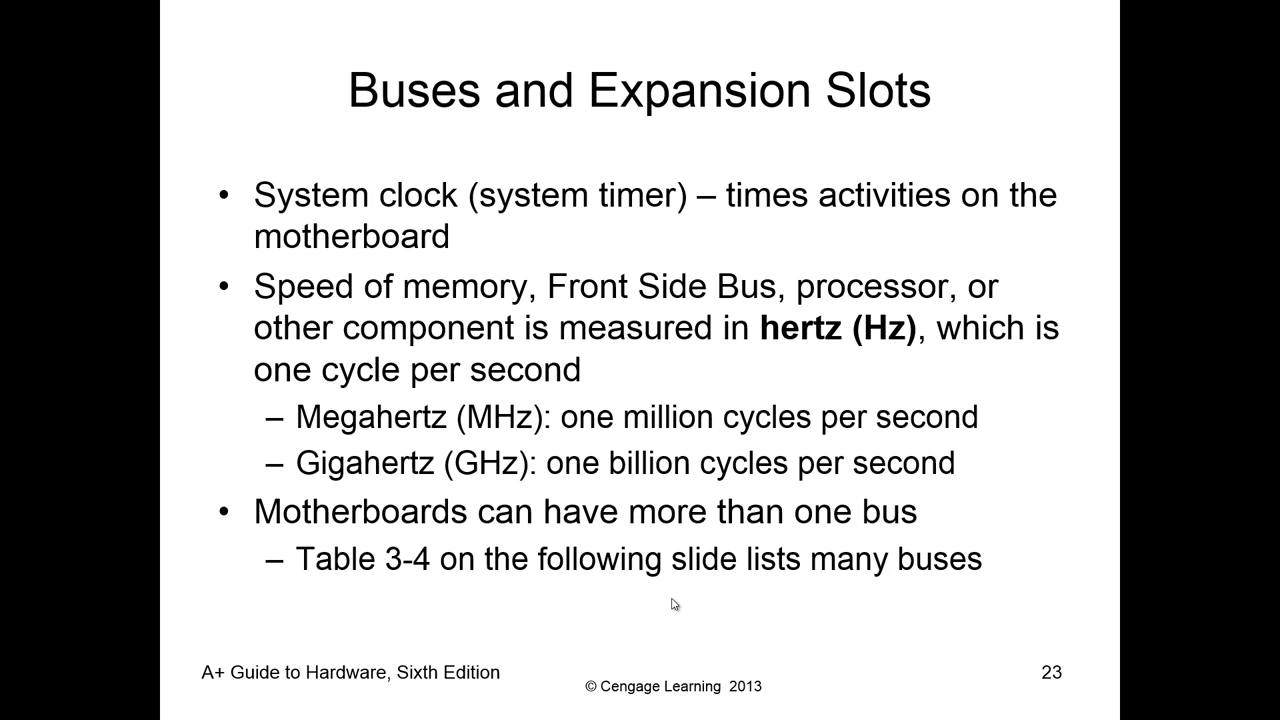 Buses and Expansion Slots
• System clock (system timer) – times activities on the
motherboard
• Speed of memory, Front Side Bus, processor, or
other component is measured in hertz (Hz), which is
one cycle per second
– Megahertz (MHz): one million cycles per second
– Gigahertz (GHz): one billion cycles per second
• Motherboards can have more than one bus
– Table 3-4 on the following slide lists many buses
A+ Guide to Hardware, Sixth Edition
© Cengage Learning 2013
23